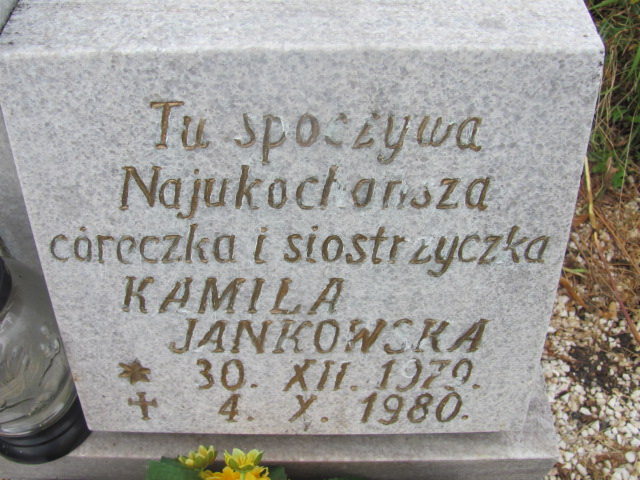 Tu spoczywa
Najukochańsza
córeczka i siostrzyczka
KAMILA
JANKOWSKA
* 30. XII. 1979.
✝ 4. X. 1980.